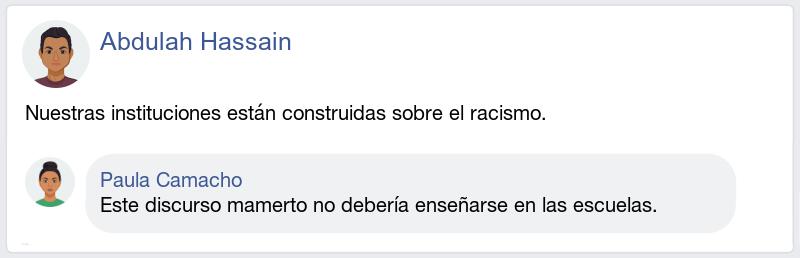 Abdulah Hassain
Nuestras instituciones están construidas sobre el racismo.
Paula Camacho
Este discurso mamerto no debería enseñarse en las escuelas.